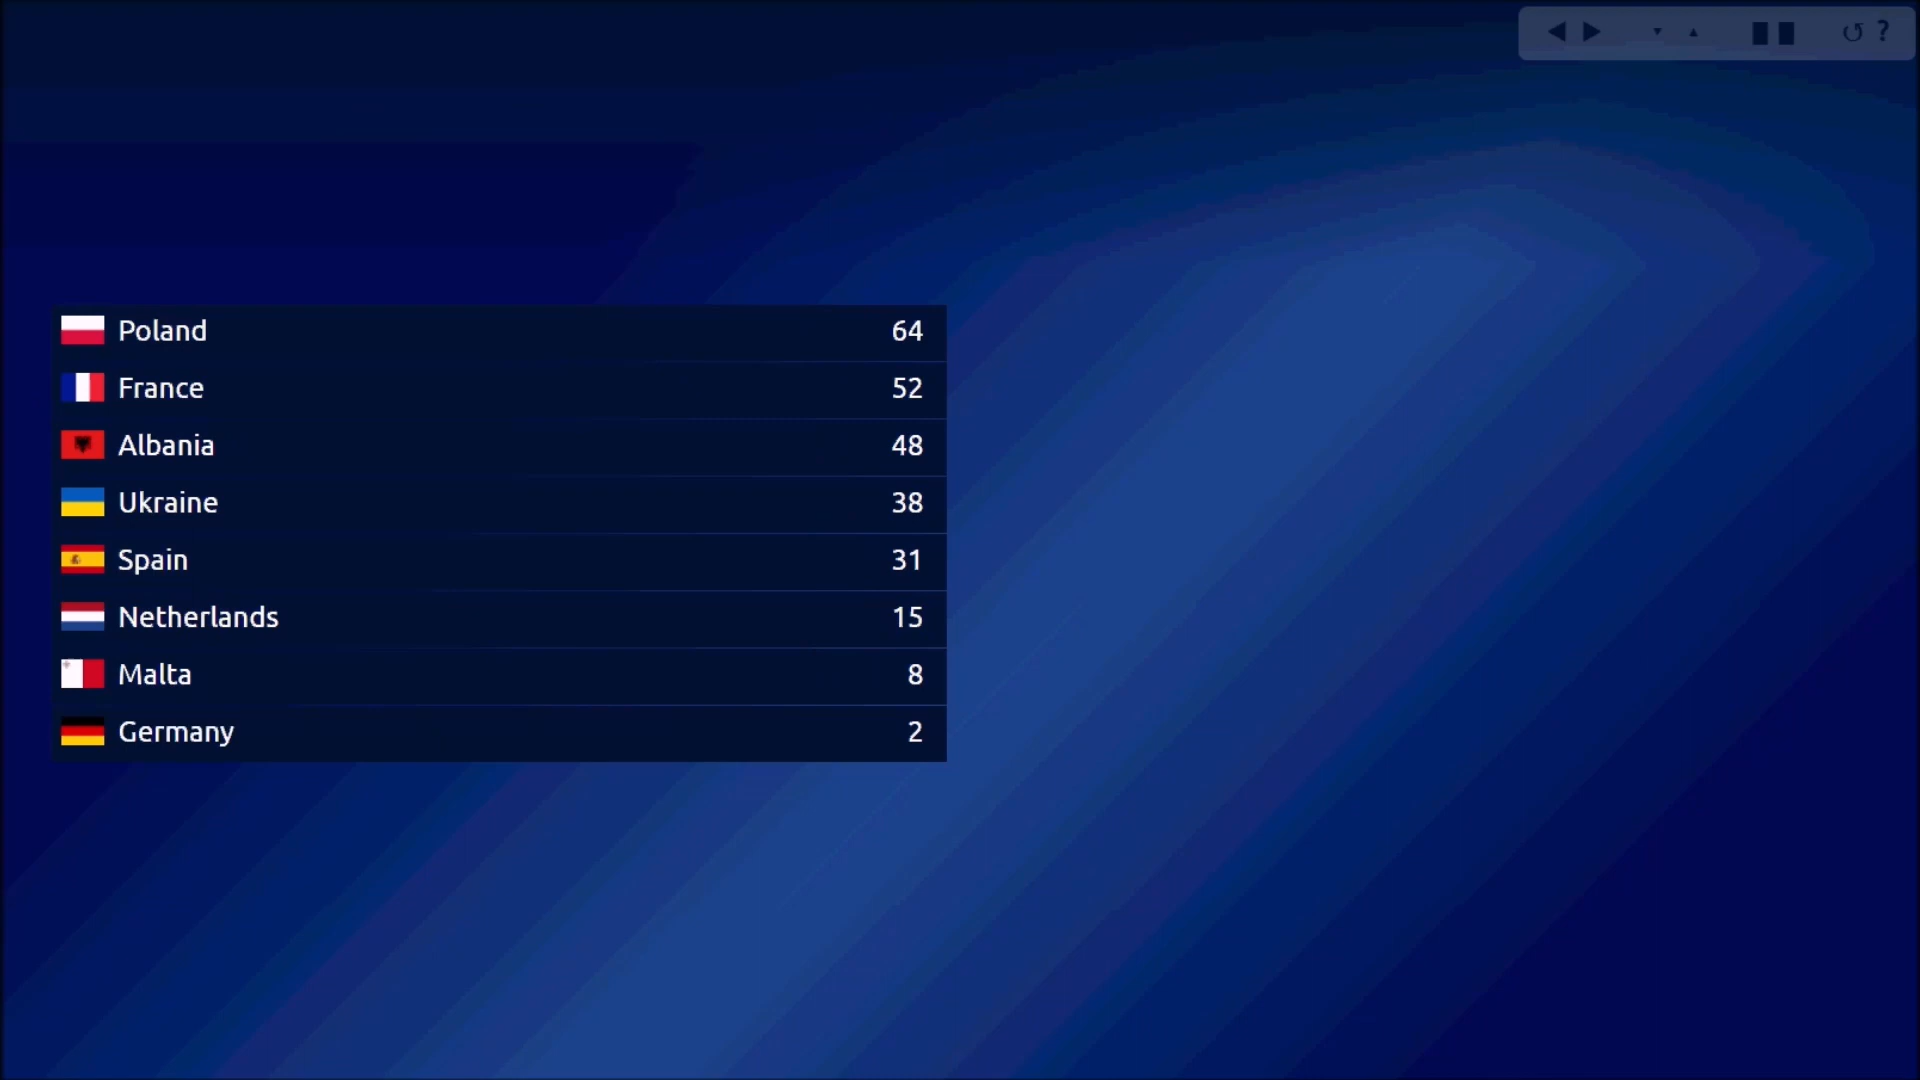 ?
Poland 64
France 52
Albania 48
Ukraine 38
Spain 31
Netherlands 15
Malta 8
Germany 2